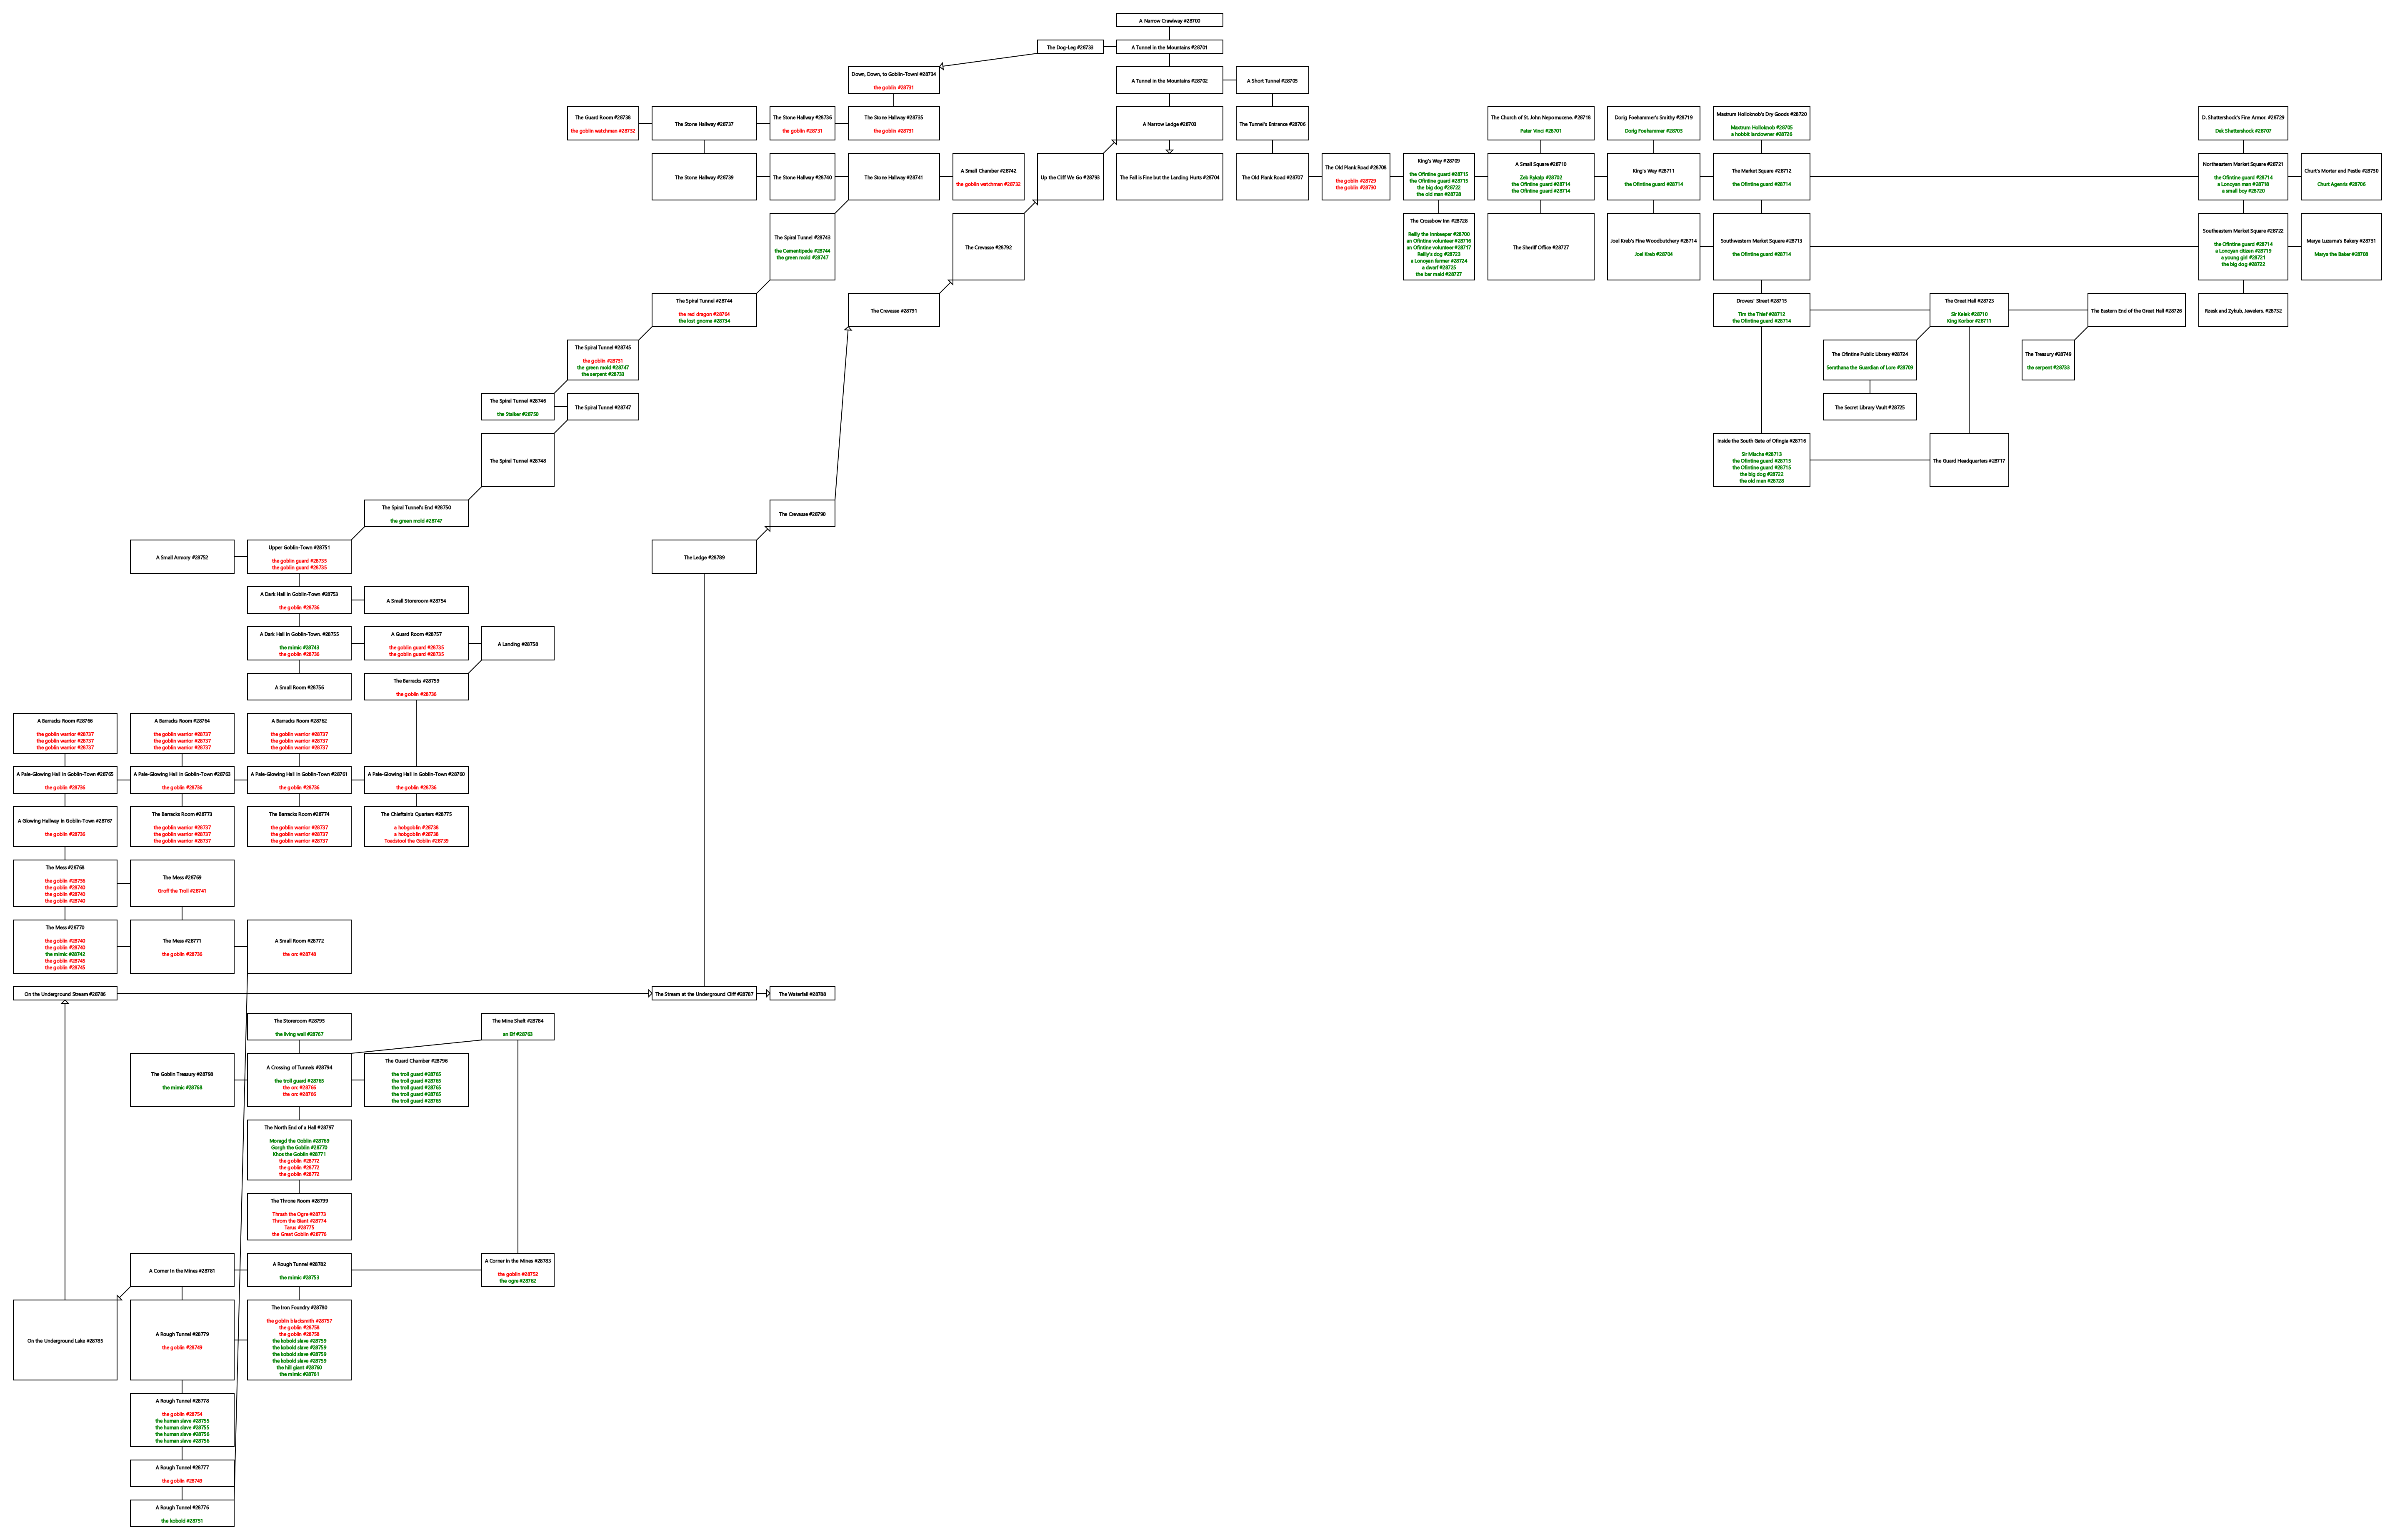 A Narrow Crawlway #28700
The Dog-Leg #28733
A Tunnel in the Mountains #28701
Down, Down, to Goblin-Town! #28734
the goblin #28731
A Tunnel in the Mountains #28702
A Short Tunnel #28705
The Guard Room #28738
the goblin watchman #28732
The Stone Hallway #28737
The Stone Hallway #28736
the goblin #28731
The Stone Hallway #28735
the goblin #28731
A Narrow Ledge #28703
The Tunnel's Entrance #28706
The Church of St. John Nepomucene. #28718
Pater Vinci #28701
Dorig Foehammer's Smithy #28719
Dorig Foehammer #28703
Mastrum Holloknob's Dry Goods #28720
Mastrum Holloknob #28705
a hobbit landowner #28726
D. Shattershock's Fine Armor. #28729
Dek Shattershock #28707
The Stone Hallway #28739
The Stone Hallway #28740
The Stone Hallway #28741
A Small Chamber #28742
the goblin watchman #28732
Up the Cliff We Go #28793
The Fall is Fine but the Landing Hurts #28704
The Old Plank Road #28707
The Old Plank Road #28708
the goblin #28729
the goblin #28730
King's Way #28709
the Ofintine guard #28715
the Ofintine guard #28715
the big dog #28722
the old man #28728
A Small Square #28710
Zeb Rykaip #28702
the Ofintine guard #28714
the Ofintine guard #28714
King's Way #28711
the Ofintine guard #28714
The Market Square #28712
the Ofintine guard #28714
Northeastern Market Square #28721
the Ofintine guard #28714
a Lonoyan man #28718
a small boy #28720
Churt's Mortar and Pestle #28730
Churt Agenris #28706
The Spiral Tunnel #28743
the Cementipede #28744
the green mold #28747
The Crevasse #28792
The Crossbow Inn #28728
Reilly the Innkeeper #28700
an Ofintine volunteer #28716
an Ofintine volunteer #28717
Reilly's dog #28723
a Lonoyan farmer #28724
a dwarf #28725
the bar maid #28727
The Sheriff Office #28727
Joel Kreb's Fine Woodbutchery #28714
Joel Kreb #28704
Southwestern Market Square #28713
the Ofintine guard #28714
Southeastern Market Square #28722
the Ofintine guard #28714
a Lonoyan citizen #28719
a young girl #28721
the big dog #28722
Marya Luzarna's Bakery #28731
Marya the Baker #28708
The Spiral Tunnel #28744
the red dragon #28764
the lost gnome #28734
The Crevasse #28791
Drovers' Street #28715
Tim the Thief #28712
the Ofintine guard #28714
The Great Hall #28723
Sir Kelek #28710
King Korbor #28711
The Eastern End of the Great Hall #28726
Rzeak and Zykub, Jewelers. #28732
The Spiral Tunnel #28745
the goblin #28731
the green mold #28747
the serpent #28733
The Ofintine Public Library #28724
Serathana the Guardian of Lore #28709
The Treasury #28749
the serpent #28733
The Spiral Tunnel #28746
the Stalker #28750
The Spiral Tunnel #28747
The Secret Library Vault #28725
The Spiral Tunnel #28748
Inside the South Gate of Ofingia #28716
Sir Mischa #28713
the Ofintine guard #28715
the Ofintine guard #28715
the big dog #28722
the old man #28728
The Guard Headquarters #28717
The Spiral Tunnel's End #28750
the green mold #28747
The Crevasse #28790
A Small Armory #28752
Upper Goblin-Town #28751
the goblin guard #28735
the goblin guard #28735
The Ledge #28789
A Dark Hall in Goblin-Town #28753
the goblin #28736
A Small Storeroom #28754
A Dark Hall in Goblin-Town. #28755
the mimic #28743
the goblin #28736
A Guard Room #28757
the goblin guard #28735
the goblin guard #28735
A Landing #28758
A Small Room #28756
The Barracks #28759
the goblin #28736
A Barracks Room #28766
the goblin warrior #28737
the goblin warrior #28737
the goblin warrior #28737
A Barracks Room #28764
the goblin warrior #28737
the goblin warrior #28737
the goblin warrior #28737
A Barracks Room #28762
the goblin warrior #28737
the goblin warrior #28737
the goblin warrior #28737
A Pale-Glowing Hall in Goblin-Town #28765
the goblin #28736
A Pale-Glowing Hall in Goblin-Town #28763
the goblin #28736
A Pale-Glowing Hall in Goblin-Town #28761
the goblin #28736
A Pale-Glowing Hall in Goblin-Town #28760
the goblin #28736
A Glowing Hallway in Goblin-Town #28767
the goblin #28736
The Barracks Room #28773
the goblin warrior #28737
the goblin warrior #28737
the goblin warrior #28737
The Barracks Room #28774
the goblin warrior #28737
the goblin warrior #28737
the goblin warrior #28737
The Chieftain's Quarters #28775
a hobgoblin #28738
a hobgoblin #28738
Toadstool the Goblin #28739
The Mess #28768
the goblin #28736
the goblin #28740
the goblin #28740
the goblin #28740
The Mess #28769
Groff the Troll #28741
The Mess #28770
the goblin #28740
the goblin #28740
the mimic #28742
the goblin #28745
the goblin #28745
The Mess #28771
the goblin #28736
A Small Room #28772
the orc #28748
On the Underground Stream #28786
The Stream at the Underground Cliff #28787
The Waterfall #28788
The Storeroom #28795
the living wall #28767
The Mine Shaft #28784
an Elf #28763
The Goblin Treasury #28798
the mimic #28768
A Crossing of Tunnels #28794
the troll guard #28765
the orc #28766
the orc #28766
The Guard Chamber #28796
the troll guard #28765
the troll guard #28765
the troll guard #28765
the troll guard #28765
the troll guard #28765
The North End of a Hall #28797
Moragd the Goblin #28769
Gorgh the Goblin #28770
Khos the Goblin #28771
the goblin #28772
the goblin #28772
the goblin #28772
The Throne Room #28799
Thrash the Ogre #28773
Throm the Giant #28774
Tarus #28775
the Great Goblin #28776
A Corner in the Mines #28781
A Rough Tunnel #28782
the mimic #28753
A Corner in the Mines #28783
the goblin #28752
the ogre #28762
On the Underground Lake #28785
A Rough Tunnel #28779
the goblin #28749
The Iron Foundry #28780
the goblin blacksmith #28757
the goblin #28758
the goblin #28758
the kobold slave #28759
the kobold slave #28759
the kobold slave #28759
the kobold slave #28759
the hill giant #28760
the mimic #28761
A Rough Tunnel #28778
the goblin #28754
the human slave #28755
the human slave #28755
the human slave #28756
the human slave #28756
A Rough Tunnel #28777
the goblin #28749
A Rough Tunnel #28776
the kobold #28751